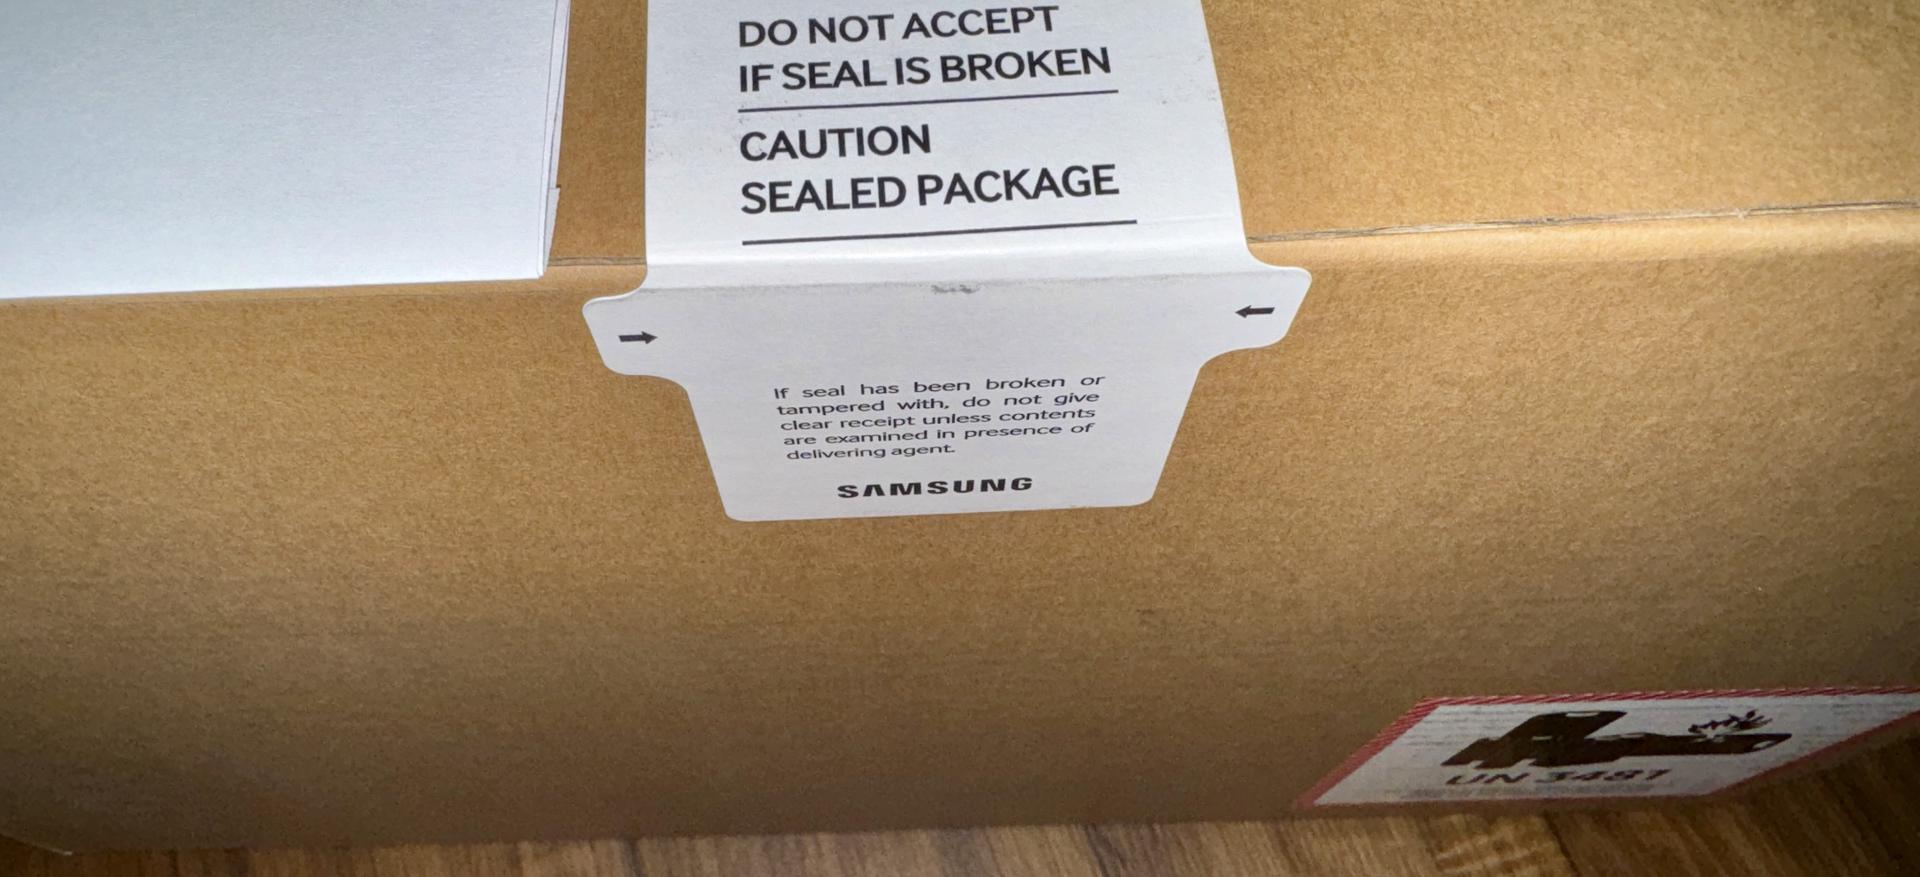 DO NOT ACCEPT
IF SEAL IS BROKEN
CAUTION
SEALED PACKAGE
If seal has been broken or
tampered with, do not give
clear receipt unless contents
are examined in presence of
delivering agent.
SAMSUNG
UN 3481